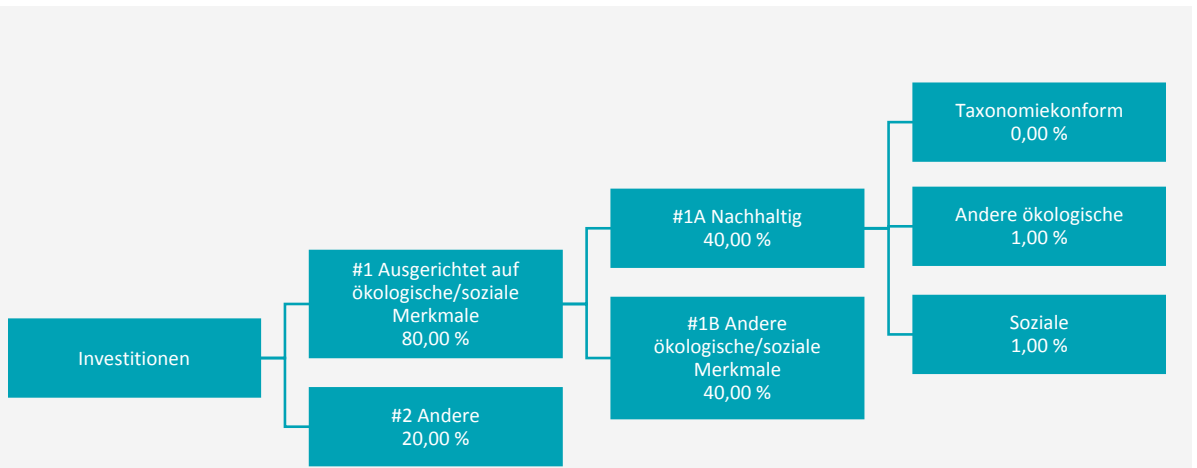 Investitionen
#1 Ausgerichtet auf
ökologische/soziale
Merkmale
80,00 %
#2 Andere
20,00 %
#1A Nachhaltig
40,00 %
#1B Andere
ökologische/soziale
Merkmale
40,00 %
Taxonomiekonform
0,00 %
Andere ökologische
1,00 %
Soziale
1,00 %